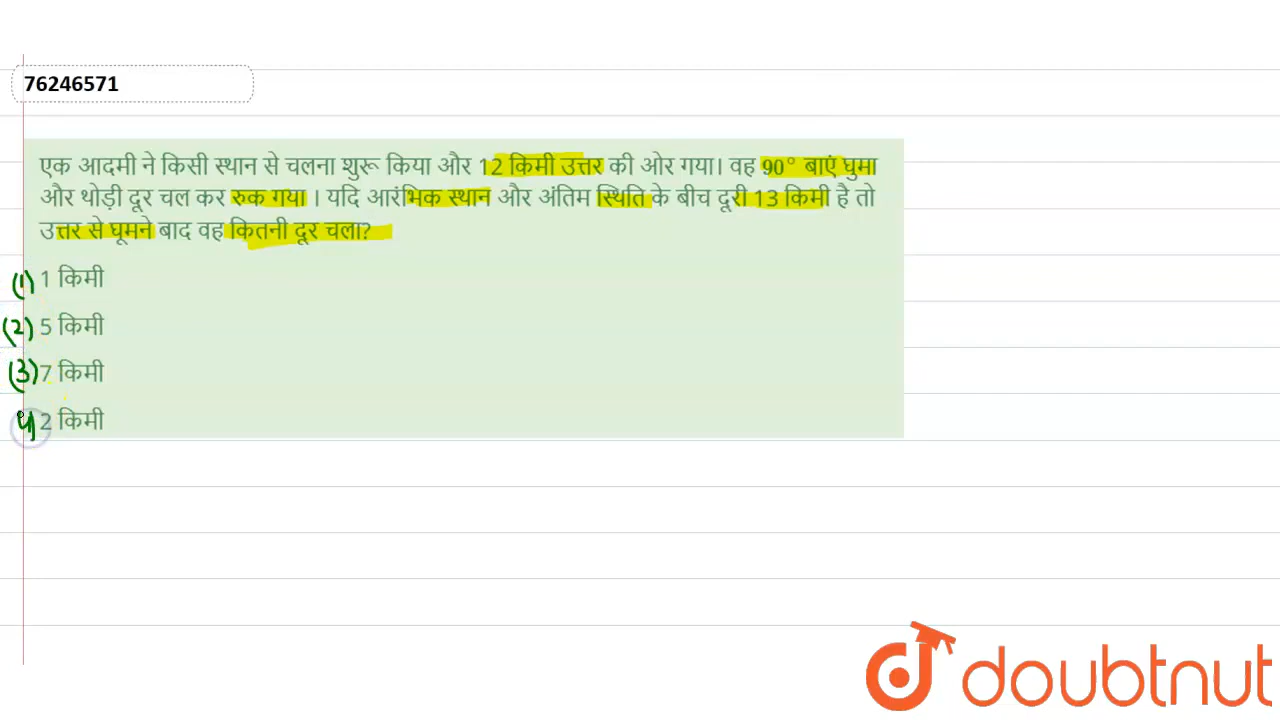 76246571
एक आदमी ने किसी स्थान से चलना शुरू किया और 12 किमी उत्तर की ओर गया। वह 90° बाएं घुमा
और थोड़ी दूर चल कर रुक गया । यदि आरंभिक स्थान और अंतिम स्थिति के बीच दूरी 13 किमी है तो
उत्तर से घूमने बाद वह कितनी दूर चला?
(1) 1 किमी
(2) 5 किमी
(3) 7 किमी
4) 2 किमी
doubtnut